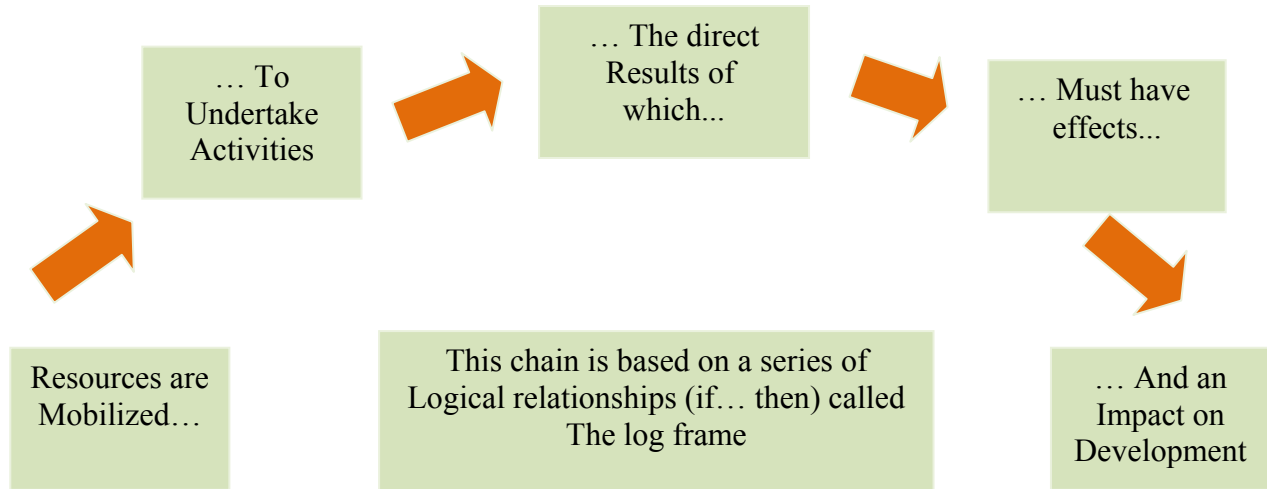 Resources are
Mobilized…
… To
Undertake
Activities
… The direct
Results of
which...
… Must have
effects...
… And an
Impact on
Development
This chain is based on a series of
Logical relationships (if… then) called
The log frame